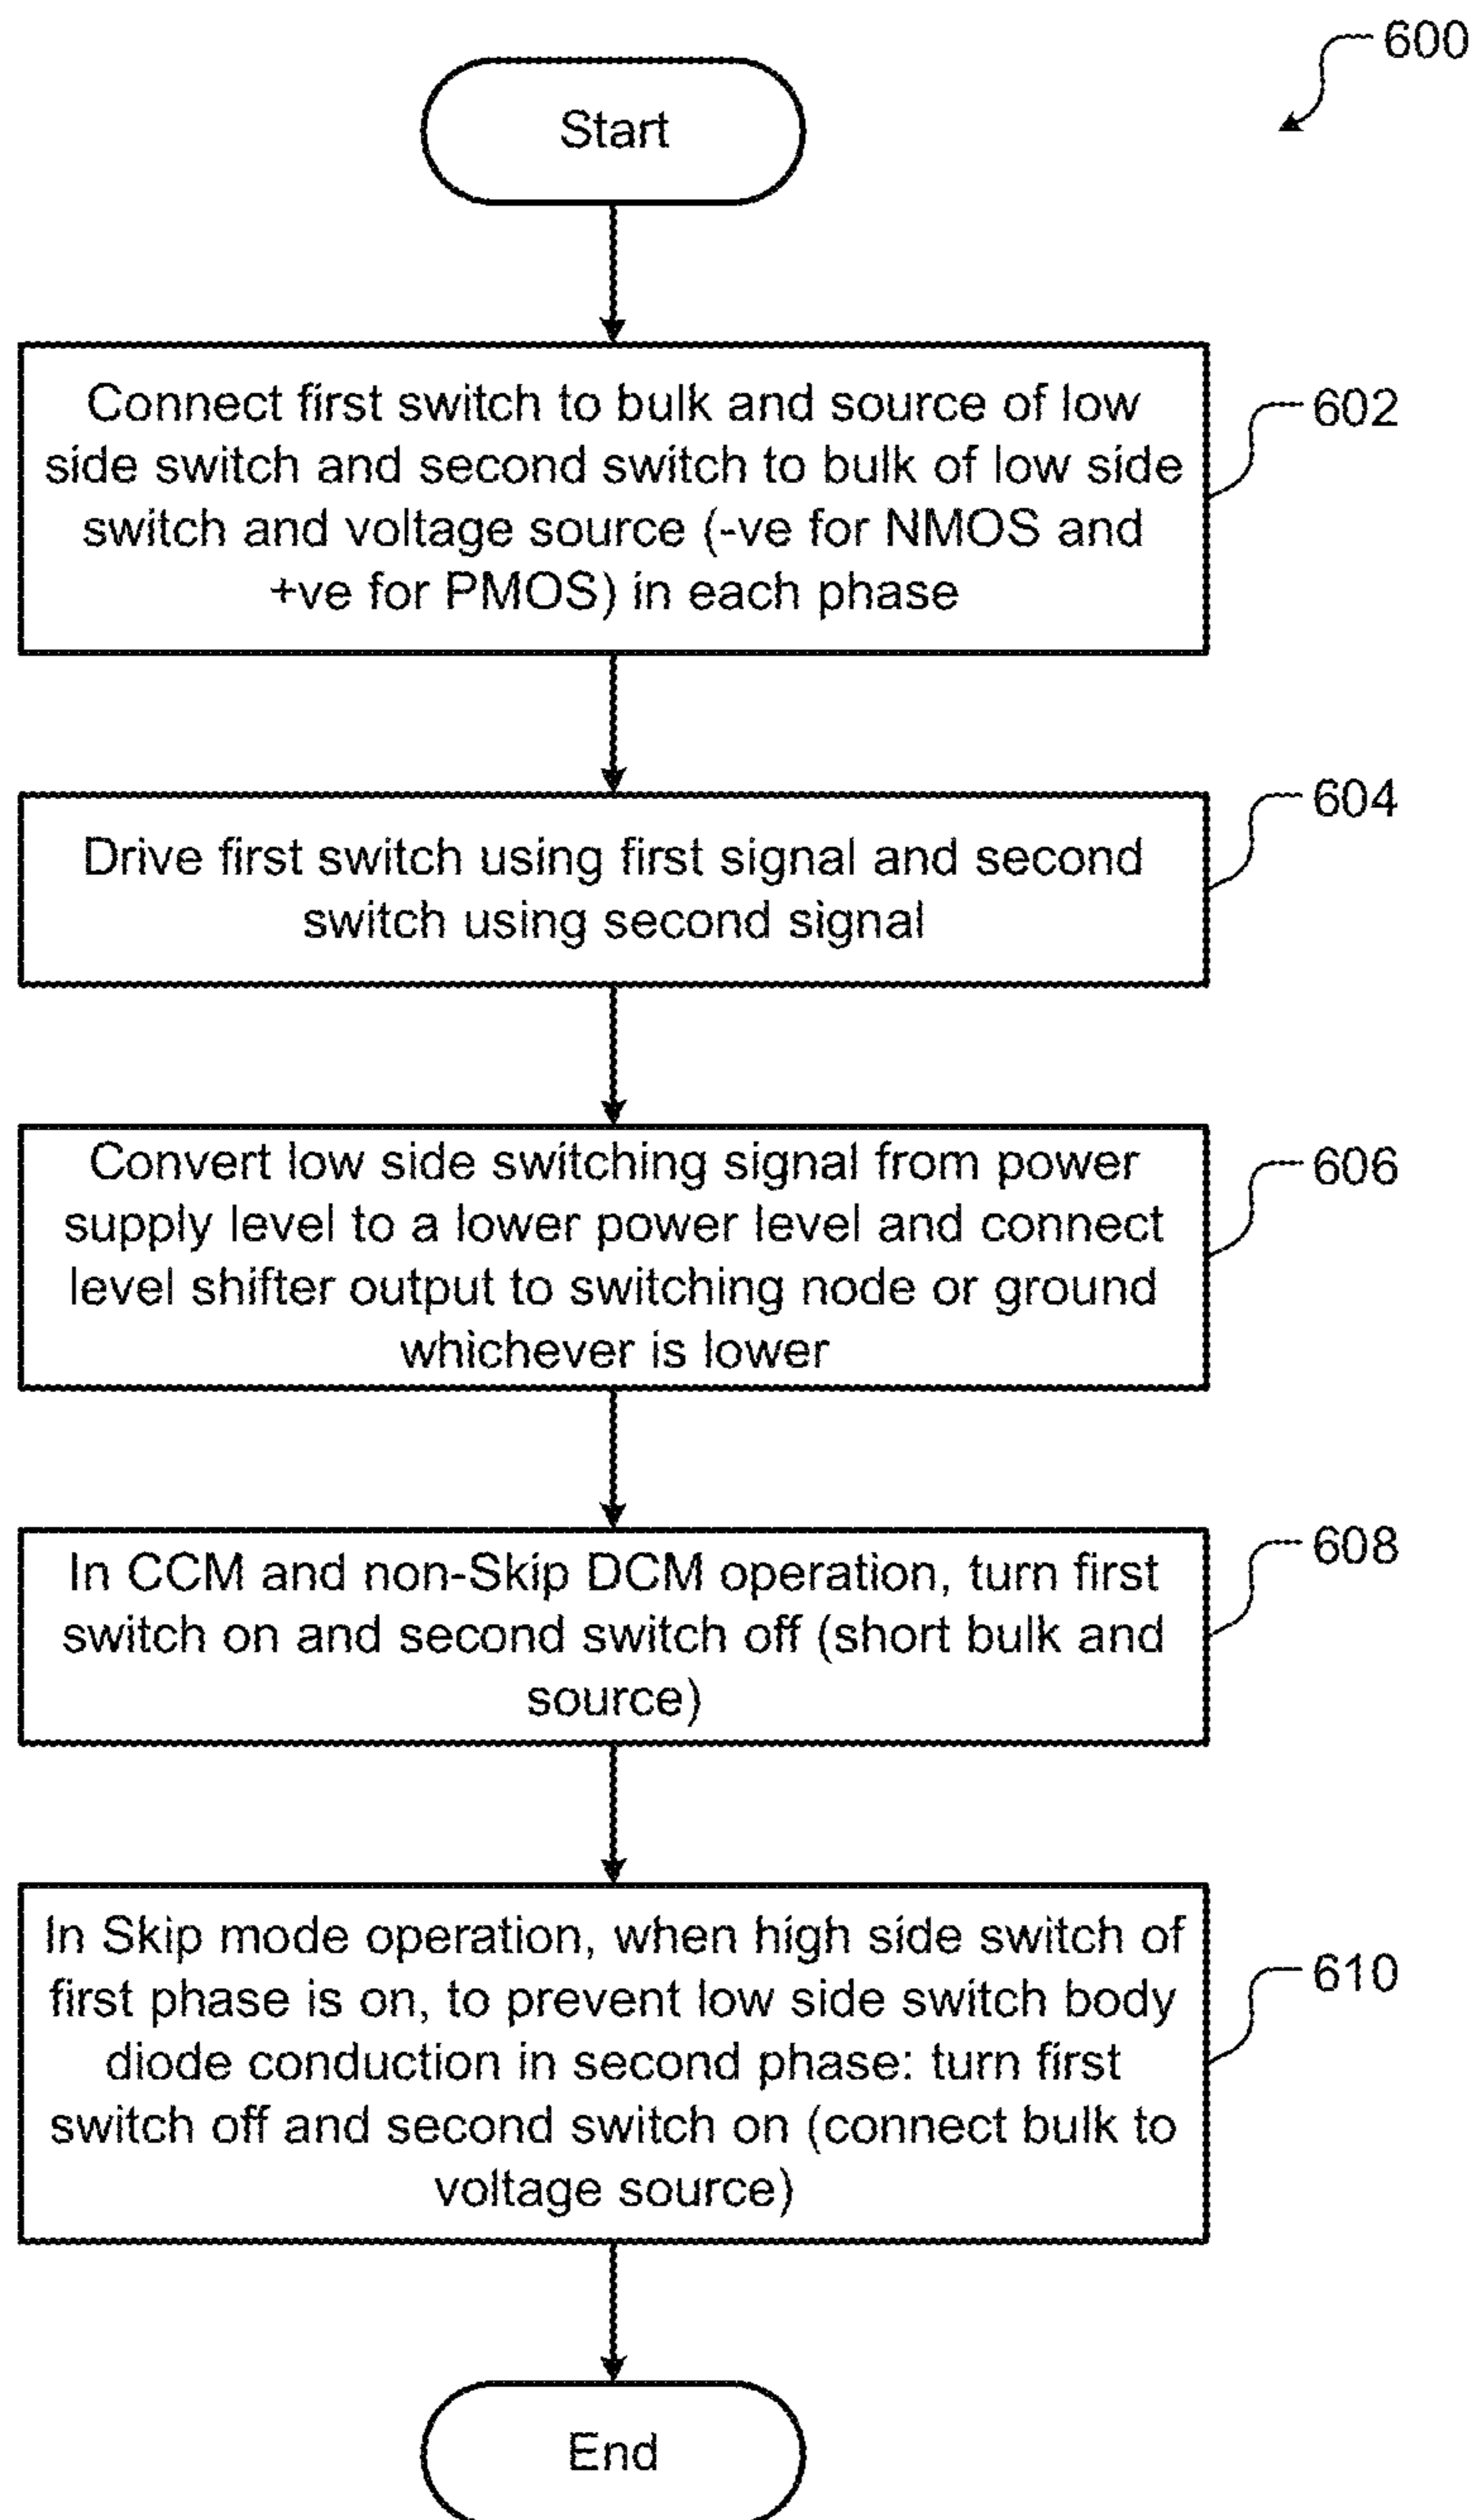 600
Start
Connect first switch to bulk and source of low
side switch and second switch to bulk of low side
switch and voltage source (-ve for NMOS and
+ve for PMOS) in each phase
602
Drive first switch using first signal and second
switch using second signal
604
Convert low side switching signal from power
supply level to a lower power level and connect
level shifter output to switching node or ground
whichever is lower
606
In CCM and non-Skip DCM operation, turn first
switch on and second switch off (short bulk and
source)
608
In Skip mode operation, when high side switch of
first phase is on, to prevent low side switch body
diode conduction in second phase: turn first
switch off and second switch on (connect bulk to
voltage source)
610
End